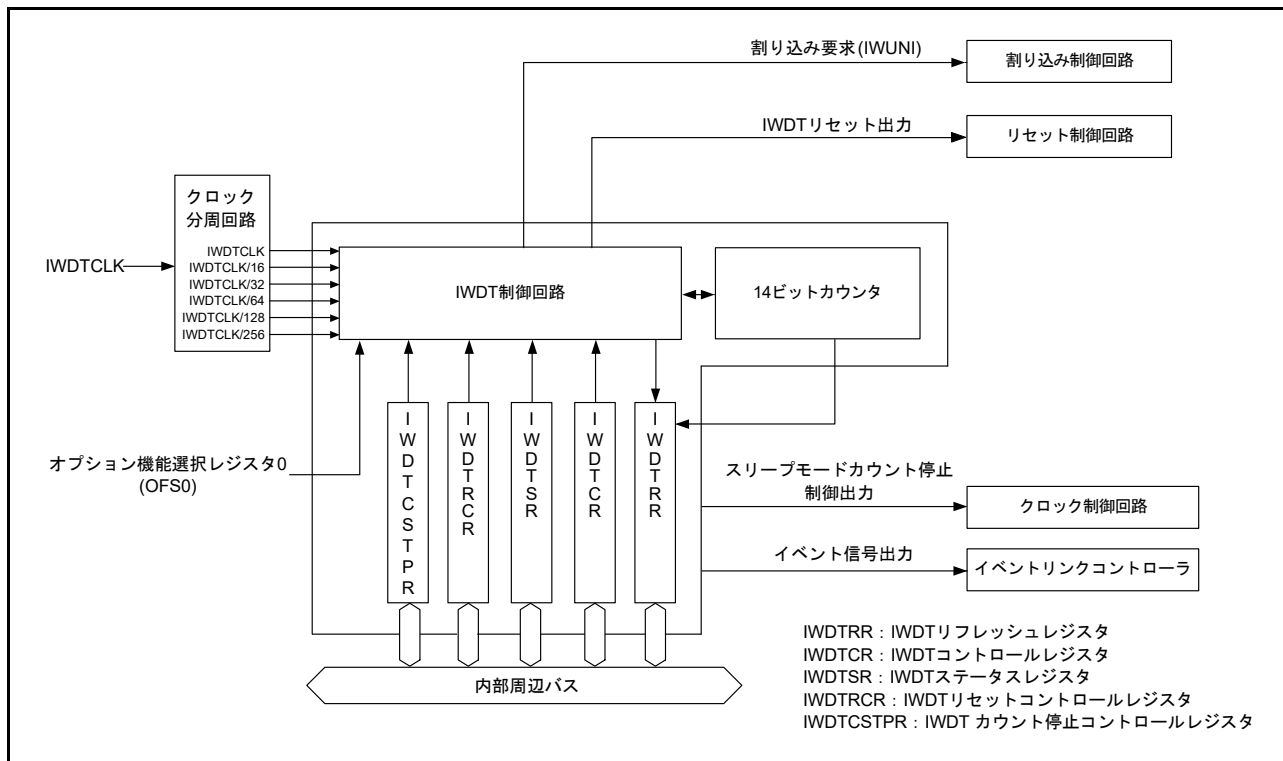 割り込み要求(IWUNI)
割り込み制御回路
IWDTリセット出力
リセット制御回路
クロック
分周回路
IWDTCLK
IWDTCLK
IWDTCLK/16
IWDTCLK/32
IWDTCLK/64
IWDTCLK/128
IWDTCLK/256
IWDT制御回路
14ビットカウンタ
オプション機能選択レジスタ0
(OFS0)
IWDTCSTPR
IWDTRCR
IWDTSR
IWDTCR
IWDTRR
スリープモードカウント停止
制御出力
クロック制御回路
イベント信号出力
イベントリンクコントローラ
内部周辺バス
IWDTRR：IWDTリフレッシュレジスタ
IWDTCR：IWDTコントロールレジスタ
IWDTSR：IWDTステータスレジスタ
IWDTRCR：IWDTリセットコントロールレジスタ
IWDTCSTPR：IWDT カウント停止コントロールレジスタ